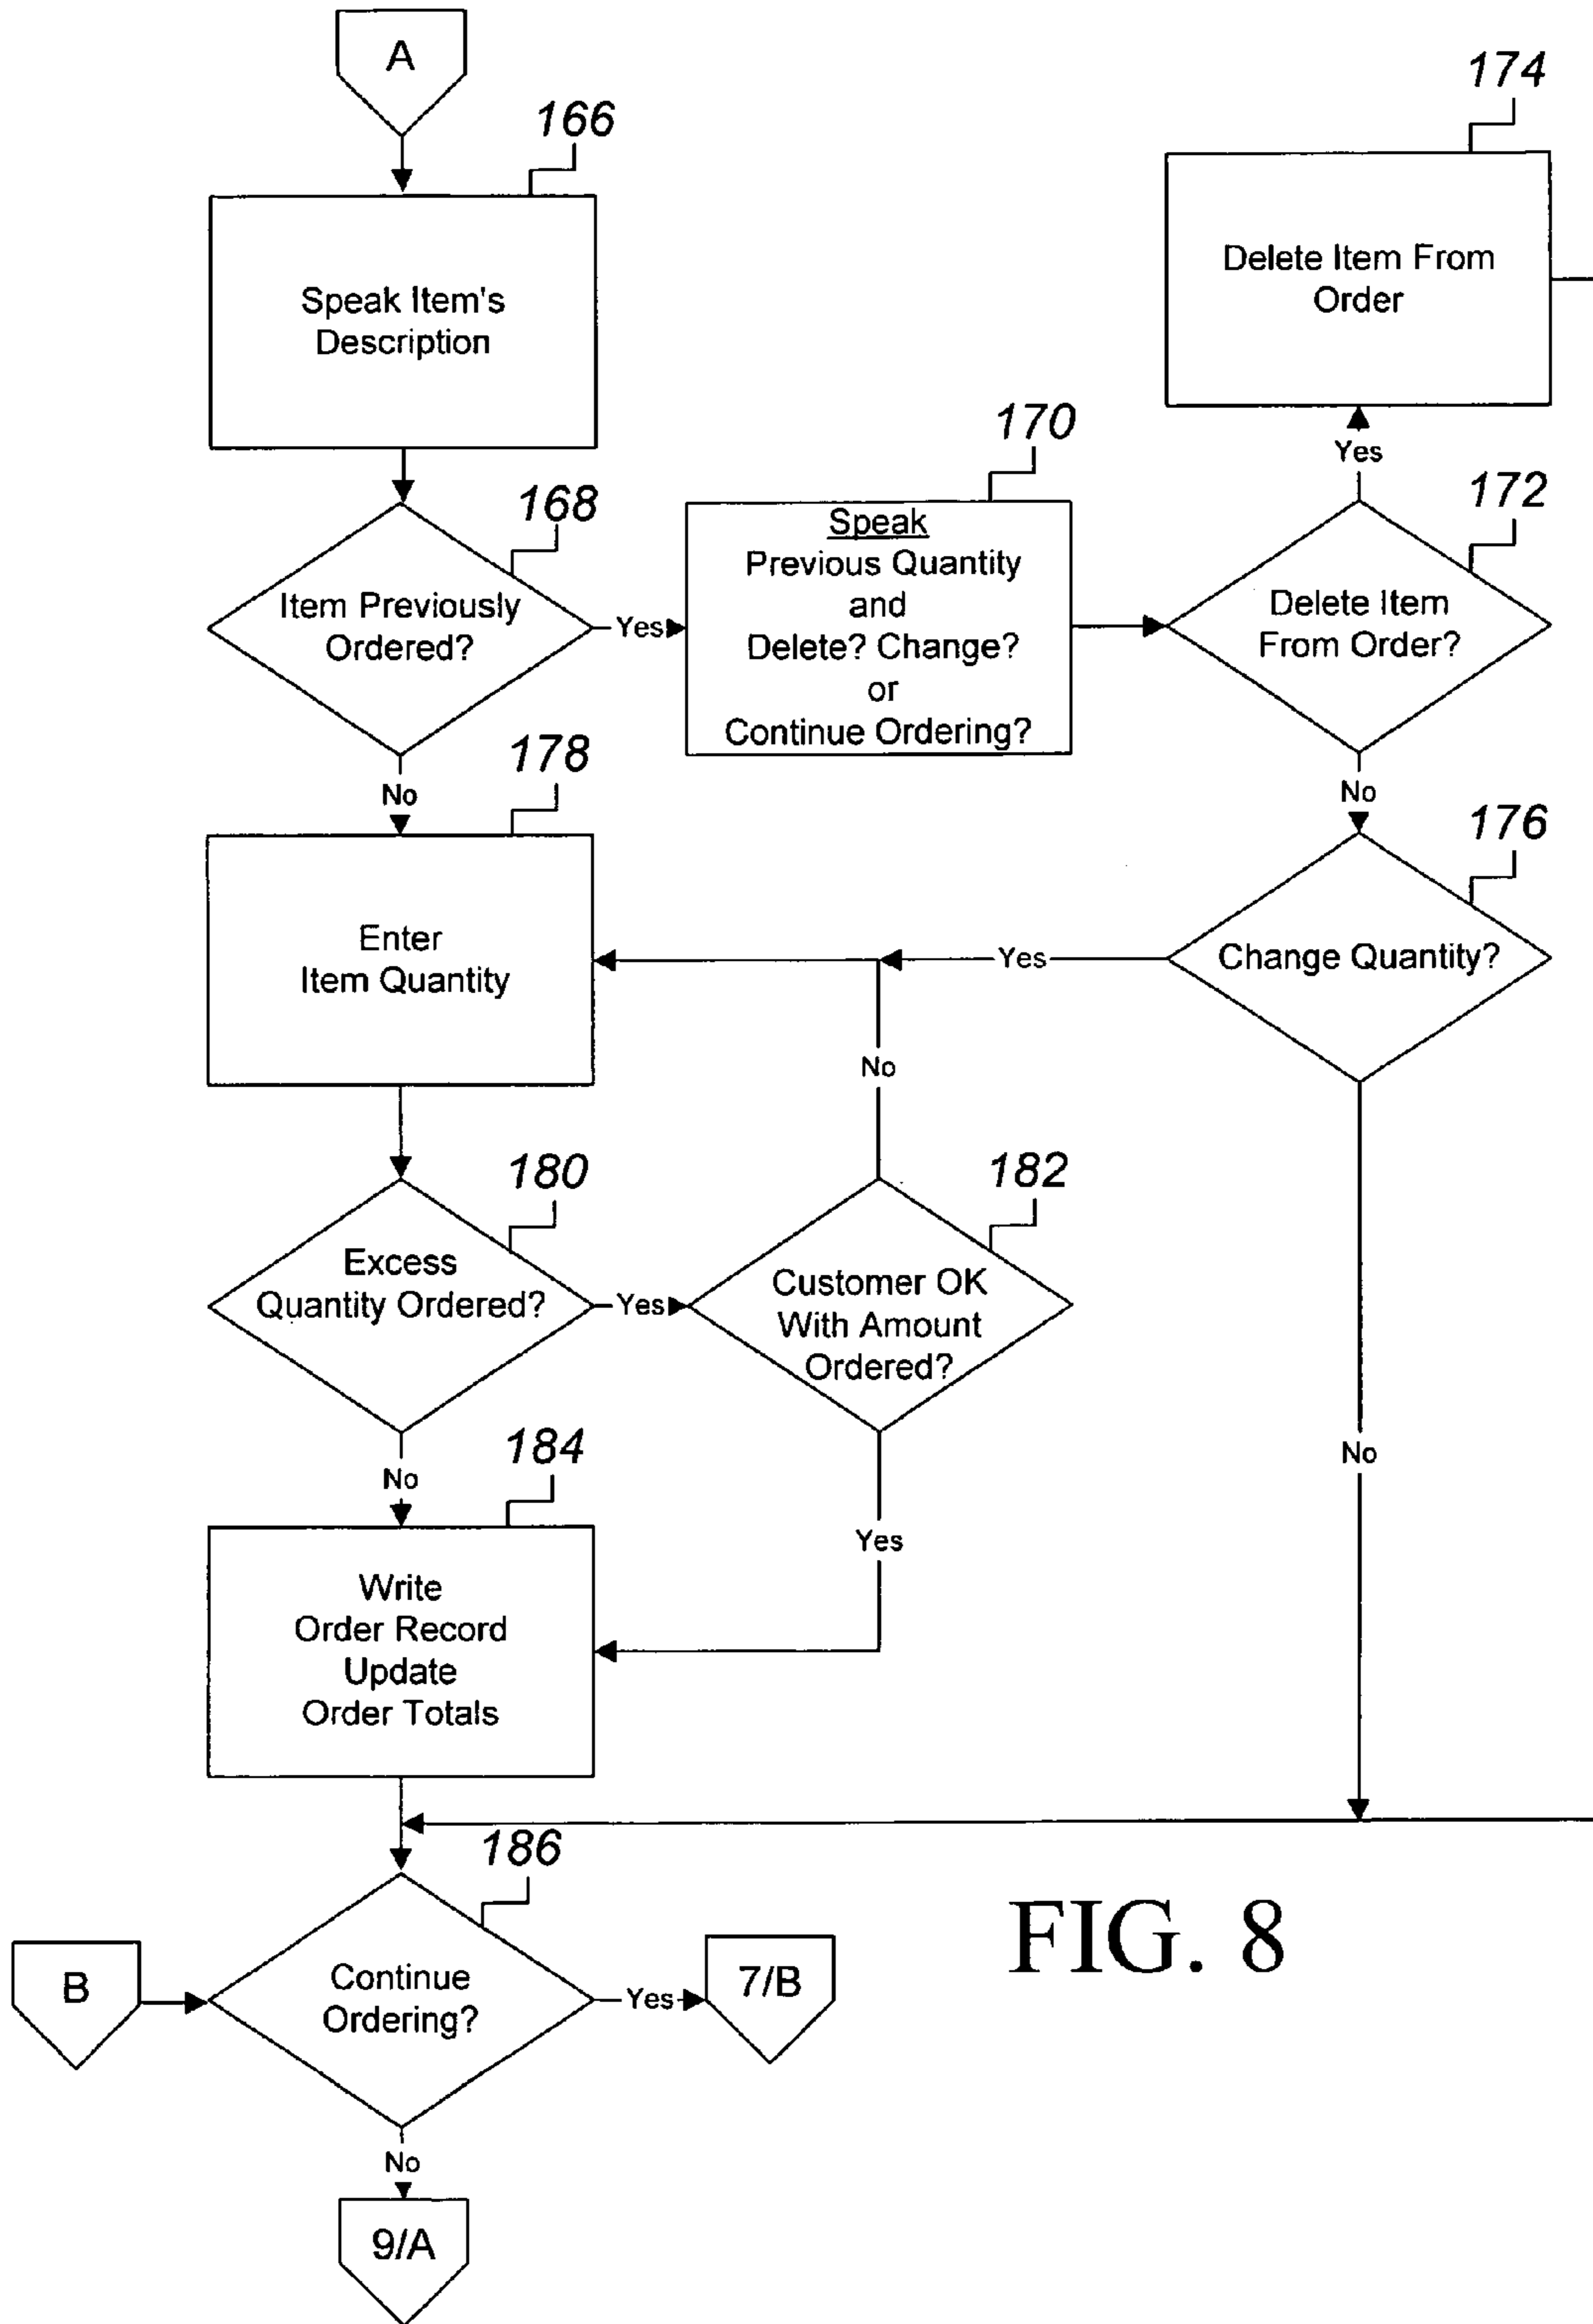 A
166
Speak Item's
Description
174
Delete Item From
Order
Yes
168
Item Previously
Ordered?
Yes
170
Speak
Previous Quantity
and
Delete? Change?
or
Continue Ordering?
172
Delete Item
From Order?
No
No
178
Enter
Item Quantity
176
Change Quantity?
Yes
No
No
180
Excess
Quantity Ordered?
Yes
182
Customer OK
With Amount
Ordered?
Yes
No
184
Write
Order Record
Update
Order Totals
186
B
Continue
Ordering?
Yes
7/B
No
9/A
FIG. 8